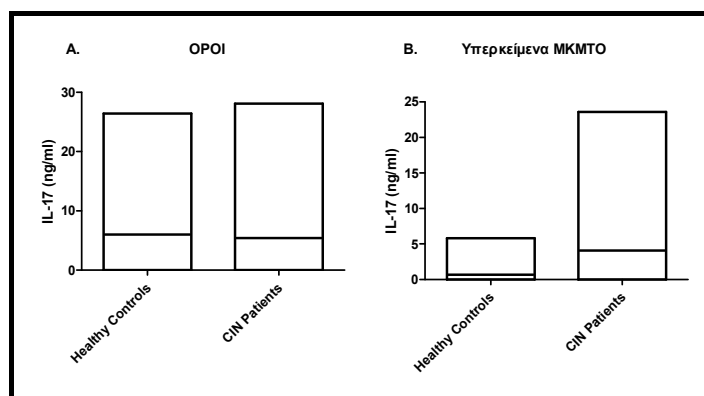 A. ΟΡΟΙ
IL-17 (ng/ml)
30
20
10
0
Healthy Controls
CIN Patients
B. Υπερκείμενα ΜΚΜΤΟ
IL-17 (ng/ml)
25
20
15
10
5
0
Healthy Controls
CIN Patients